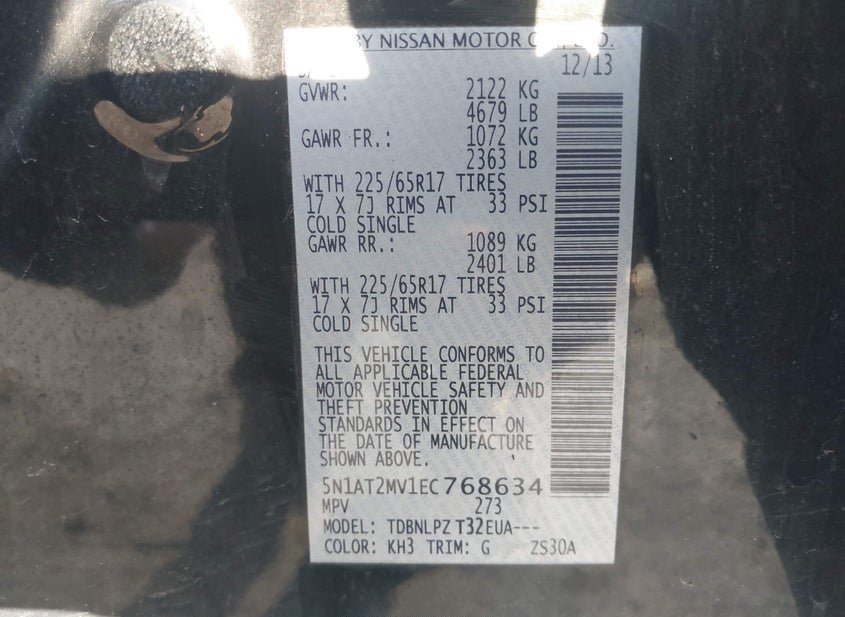 BY NISSAN MOTOR CO., LTD.
12/13
GVWR: 2122 KG
4679 LB
GAWR FR.: 1072 KG
2363 LB
WITH 225/65R17 TIRES
17 X 7J RIMS AT 33 PSI
COLD SINGLE
GAWR RR.: 1089 KG
2401 LB
WITH 225/65R17 TIRES
17 X 7J RIMS AT 33 PSI
COLD SINGLE
THIS VEHICLE CONFORMS TO
ALL APPLICABLE FEDERAL
MOTOR VEHICLE SAFETY AND
THEFT PREVENTION
STANDARDS IN EFFECT ON
THE DATE OF MANUFACTURE
SHOWN ABOVE.
5N1AT2MV1EC768634
MPV 273
MODEL: TDBNLPZ T32EUA---
COLOR: KH3 TRIM: G ZS30A